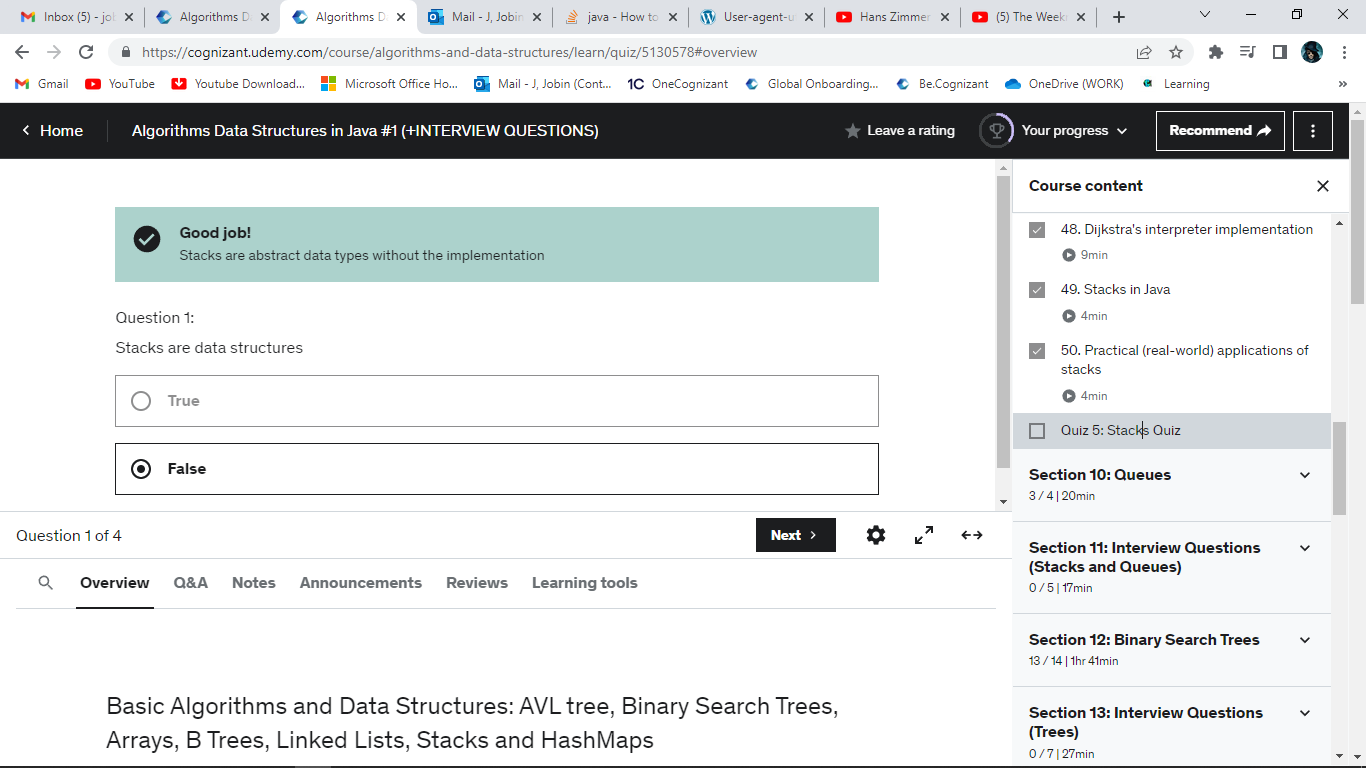 Inbox (5) - jol
Algorithms D
Algorithms D
Mail - J, Jobin
java - How to
User-agent-u
Hans Zimmer
(5) The Week
https://cognizant.udemy.com/course/algorithms-and-data-structures/learn/quiz/5130578#overview
Gmail YouTube Youtube Download... Microsoft Office Ho... Mail - J, Jobin (Cont... 1C OneCognizant Global Onboarding... Be.Cognizant OneDrive (WORK) Learning »
Home Algorithms Data Structures in Java #1 (+INTERVIEW QUESTIONS) Leave a rating Your progress Recommend
Good job!
Stacks are abstract data types without the implementation
Question 1:
Stacks are data structures
True
False
Question 1 of 4 Next
Overview Q&A Notes Announcements Reviews Learning tools
Basic Algorithms and Data Structures: AVL tree, Binary Search Trees,
Arrays, B Trees, Linked Lists, Stacks and HashMaps
Course content
48. Dijkstra's interpreter implementation
9min
49. Stacks in Java
4min
50. Practical (real-world) applications of
stacks
4min
Quiz 5: Stacks Quiz
Section 10: Queues
3 / 4 | 20min
Section 11: Interview Questions
(Stacks and Queues)
0 / 5 | 17min
Section 12: Binary Search Trees
13 / 14 | 1hr 41min
Section 13: Interview Questions
(Trees)
0 / 7 | 27min